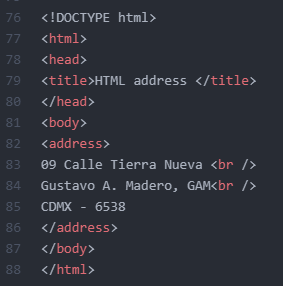 76 <!DOCTYPE html>
77 <html>
78 <head>
79 <title>HTML address </title>
80 </head>
81 <body>
82 <address>
83 09 Calle Tierra Nueva <br />
84 Gustavo A. Madero, GAM<br />
85 CDMX - 6538
86 </address>
87 </body>
88 </html>